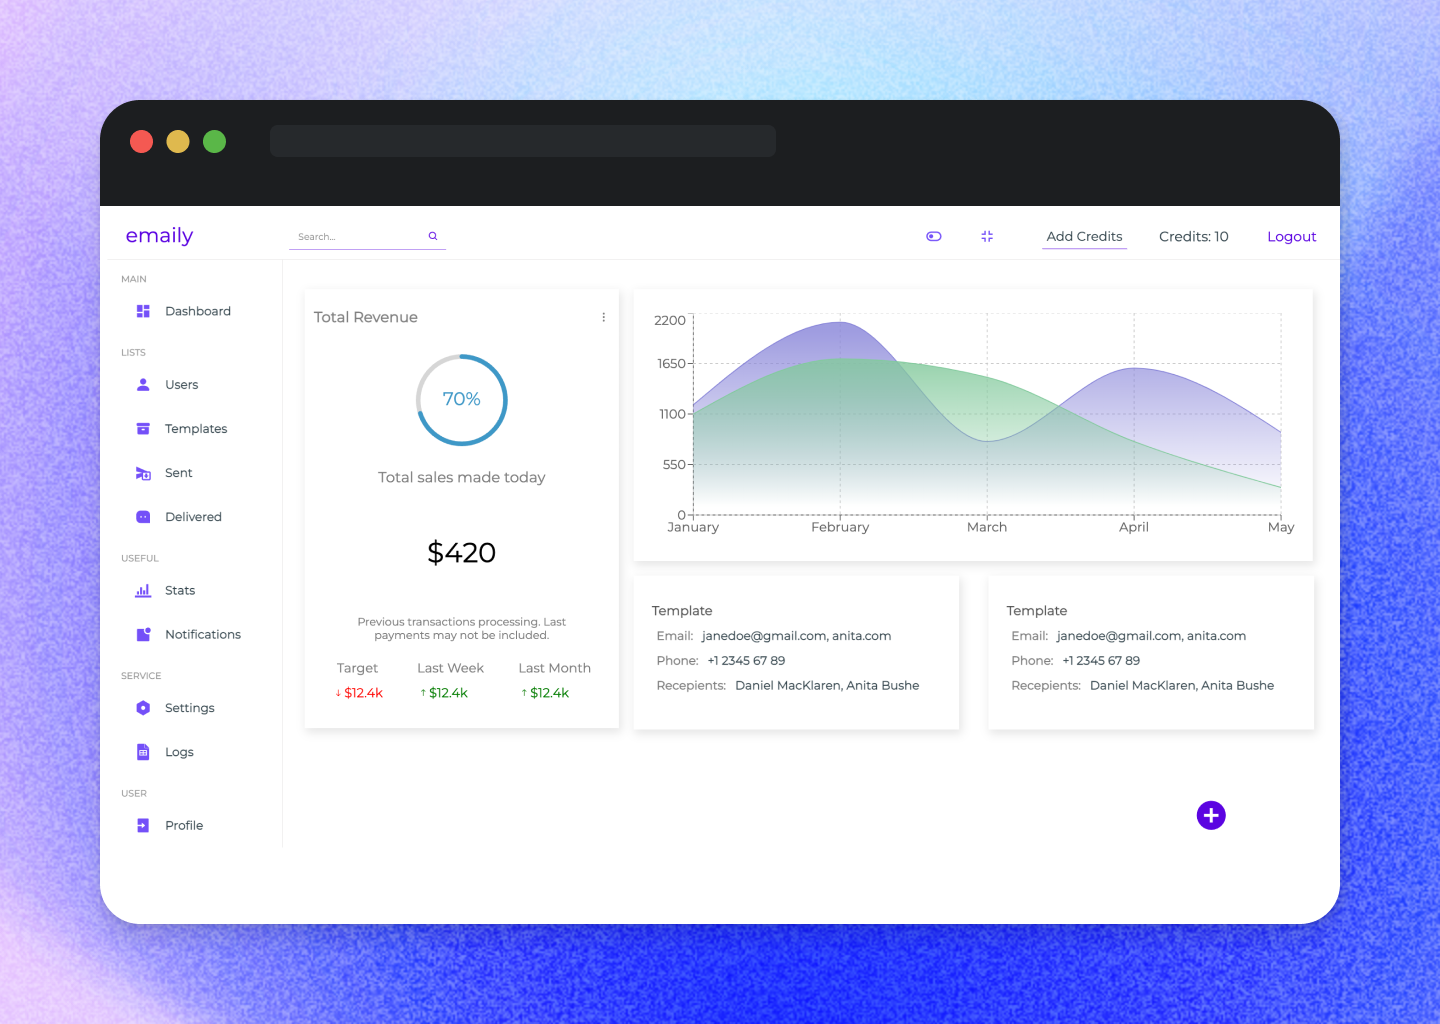 emaily
Search...
Add Credits
Credits: 10
Logout
MAIN
Dashboard
LISTS
Users
Templates
Sent
Delivered
USEFUL
Stats
Notifications
SERVICE
Settings
Logs
USER
Profile
Total Revenue
70%
Total sales made today
$420
Previous transactions processing. Last
payments may not be included.
Target Last Week Last Month
↓ $12.4k ↑ $12.4k ↑ $12.4k
2200
1650
1100
550
0
January February March April May
Template
Email: janedoe@gmail.com, anita.com
Phone: +1 2345 67 89
Recepients: Daniel MacKlaren, Anita Bushe
Template
Email: janedoe@gmail.com, anita.com
Phone: +1 2345 67 89
Recepients: Daniel MacKlaren, Anita Bushe